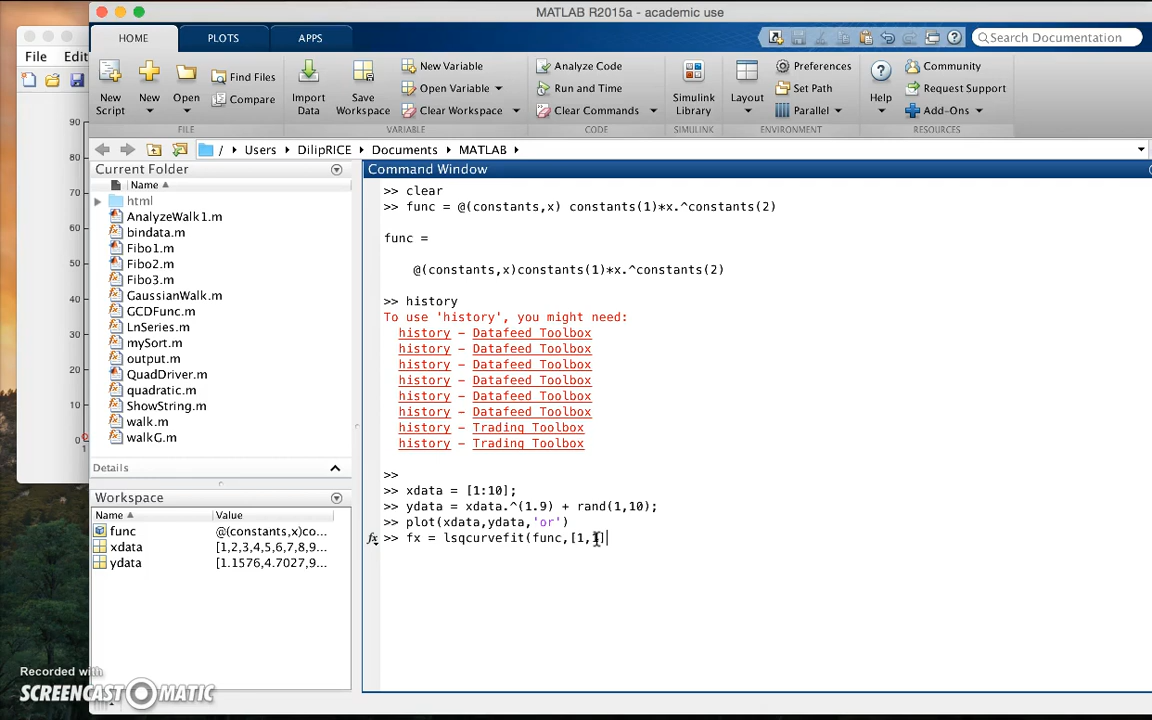 MATLAB R2015a - academic use
File Edit
HOME PLOTS APPS
Search Documentation
New Script
New
Open
Find Files
Compare
Import Data
Save Workspace
New Variable
Open Variable
Clear Workspace
Analyze Code
Run and Time
Clear Commands
Simulink Library
Layout
Preferences
Set Path
Parallel
Help
Community
Request Support
Add-Ons
FILE VARIABLE CODE SIMULINK ENVIRONMENT RESOURCES
/ Users DilipRICE Documents MATLAB
90
80
70
60
50
40
30
20
10
0
1
Current Folder
Name
html
AnalyzeWalk1.m
bindata.m
Fibo1.m
Fibo2.m
Fibo3.m
GaussianWalk.m
GCDFunc.m
LnSeries.m
mySort.m
output.m
QuadDriver.m
quadratic.m
ShowString.m
walk.m
walkG.m
Details
Workspace
Name Value
func @(constants,x)co...
xdata [1,2,3,4,5,6,7,8,9...
ydata [1.1576,4.7027,9...
Command Window
>> clear
>> func = @(constants,x) constants(1)*x.^constants(2)
func =
@(constants,x)constants(1)*x.^constants(2)
>> history
To use 'history', you might need:
history - Datafeed Toolbox
history - Datafeed Toolbox
history - Datafeed Toolbox
history - Datafeed Toolbox
history - Datafeed Toolbox
history - Datafeed Toolbox
history - Trading Toolbox
history - Trading Toolbox
>>
>> xdata = [1:10];
>> ydata = xdata.^(1.9) + rand(1,10);
>> plot(xdata,ydata,'or')
fx >> fx = lsqcurvefit(func,[1,1]
Recorded with
SCREENCAST O MATIC